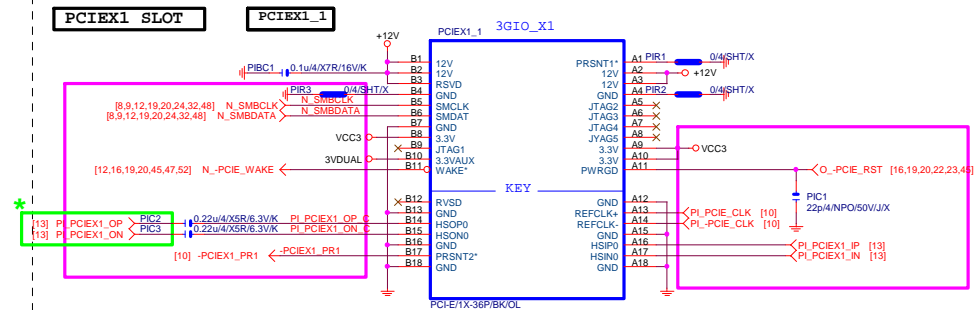 PCIEX1 SLOT
PCIEX1_1
3GIO_X1
PCIEX1_1
+12V
PIBC1
0.1u/4/X7R/16V/K
PIR3
0/4/SHT/X
[8,9,12,19,20,24,32,48] N_SMBCLK
N_SMBCLK
[8,9,12,19,20,24,32,48] N_SMBDATA
N_SMBDATA
VCC3
3VDUAL
[12,16,19,20,45,47,52] N_-PCIE_WAKE
*
[13] PI_PCIEX1_OP
PIC2
0.22u/4/X5R/6.3V/K
PI_PCIEX1_OP_C
[13] PI_PCIEX1_ON
PIC3
0.22u/4/X5R/6.3V/K
PI_PCIEX1_ON_C
[10] -PCIEX1_PR1
-PCIEX1_PR1
B1 12V
B2 12V
B3 RSVD
B4 GND
B5 SMCLK
B6 SMDAT
B7 GND
B8 3.3V
B9 JTAG1
B10 3.3VAUX
B11 WAKE*
KEY
B12 RVSD
B13 GND
B14 HSOP0
B15 HSON0
B16 GND
B17 PRSNT2*
B18 GND
PRSNT1* A1
12V A2
12V A3
GND A4
JTAG2 A5
JTAG3 A6
JTAG4 A7
JYAG5 A8
3.3V A9
3.3V A10
PWRGD A11
GND A12
REFCLK+ A13
REFCLK- A14
GND A15
HSIP0 A16
HSIN0 A17
GND A18
PIR1
0/4/SHT/X
+12V
PIR2
0/4/SHT/X
VCC3
O_-PCIE_RST [16,19,20,22,23,45]
PIC1
22p/4/NPO/50V/J/X
PI_PCIE_CLK [10]
PI_-PCIE_CLK [10]
PI_PCIEX1_IP [13]
PI_PCIEX1_IN [13]
PCI-E/1X-36P/BK/OL